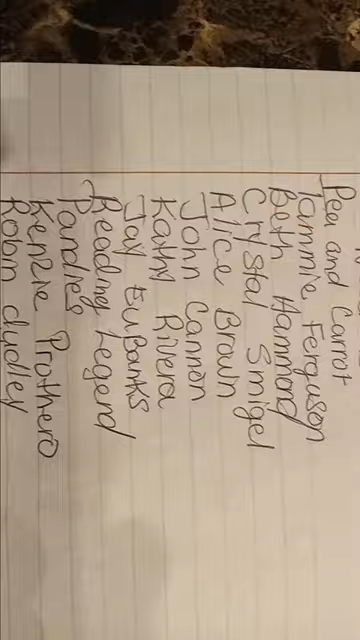 Pea and Carrot
Tammie Ferguson
Beth Hammond
Crystal Smigel
Alice Brown
John Cannon
Kathy Rivera
Jay Eubanks
Reading Legend
Pandies
Kenzie Prothero
Robin dudley